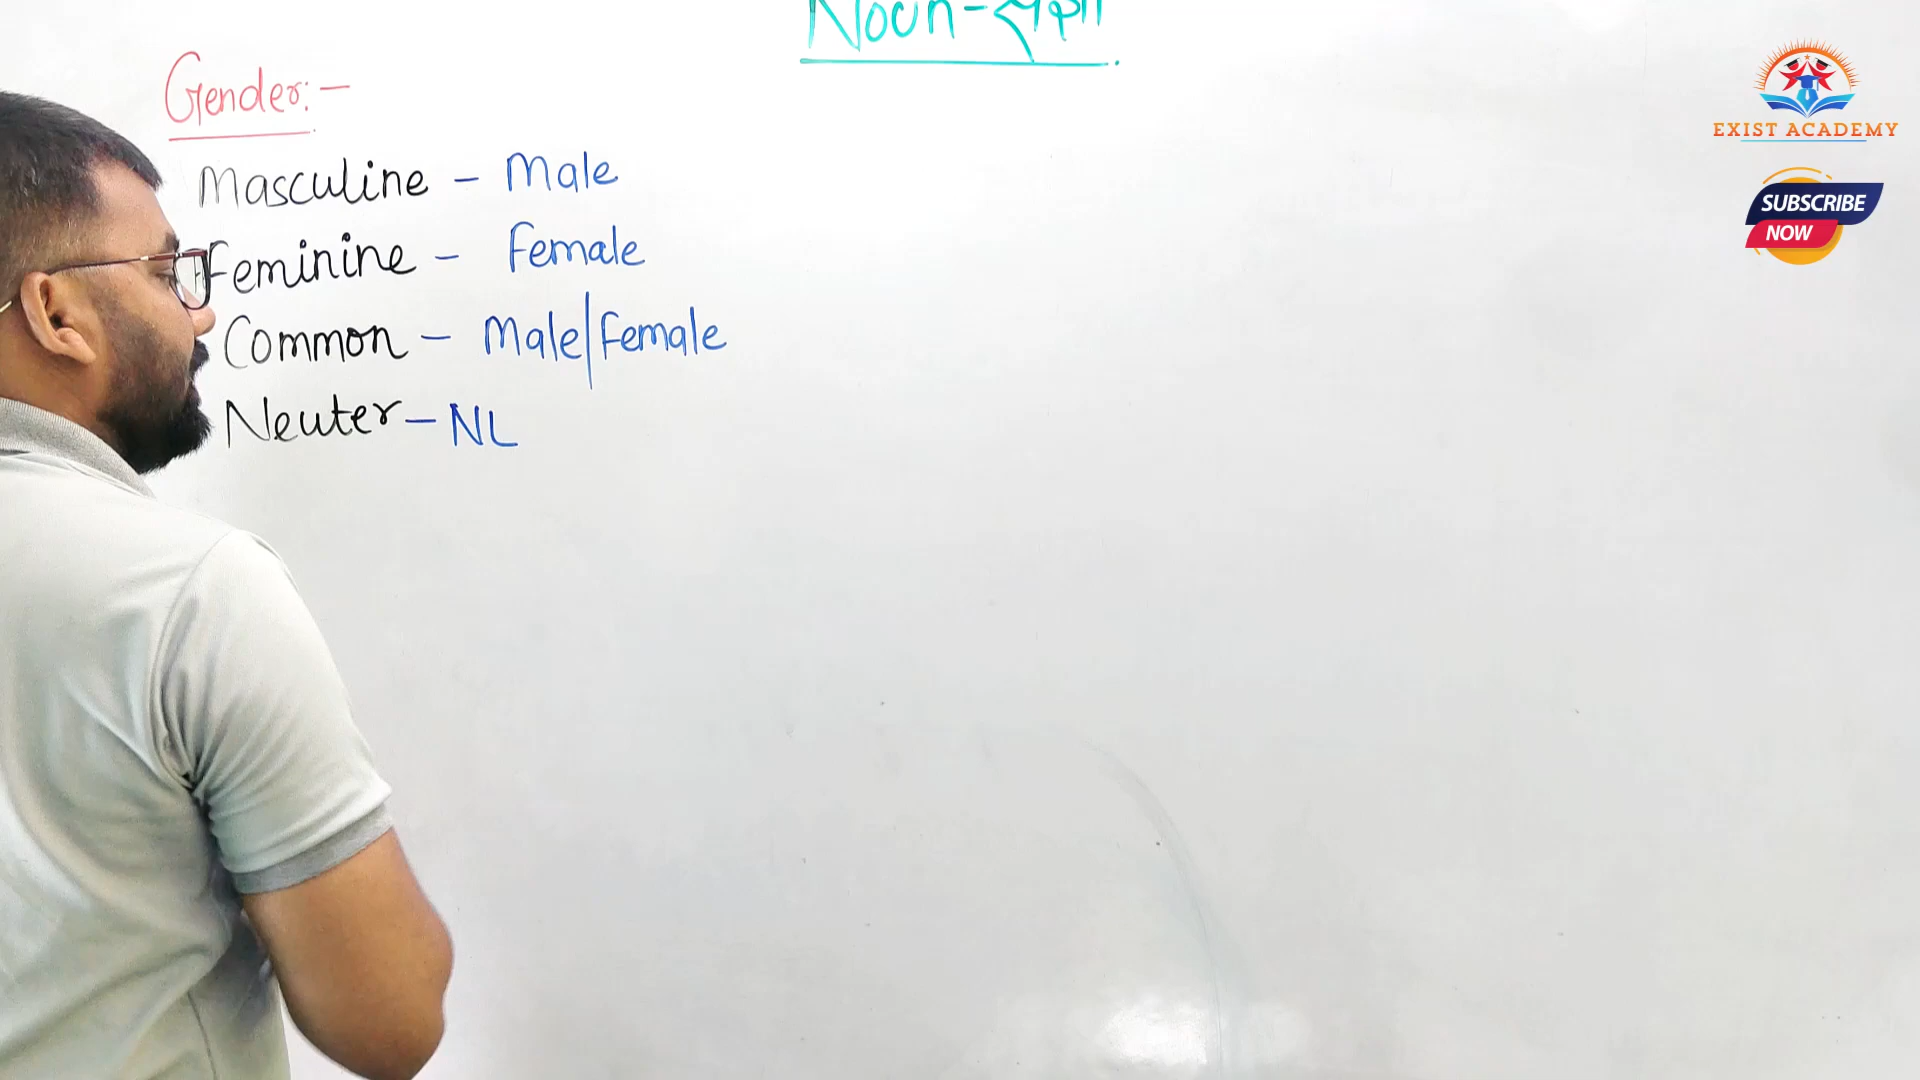 Noun-संज्ञा
Gender:-
Masculine - Male
Feminine - Female
Common - Male/Female
Neuter - NL
EXIST ACADEMY
SUBSCRIBE
NOW